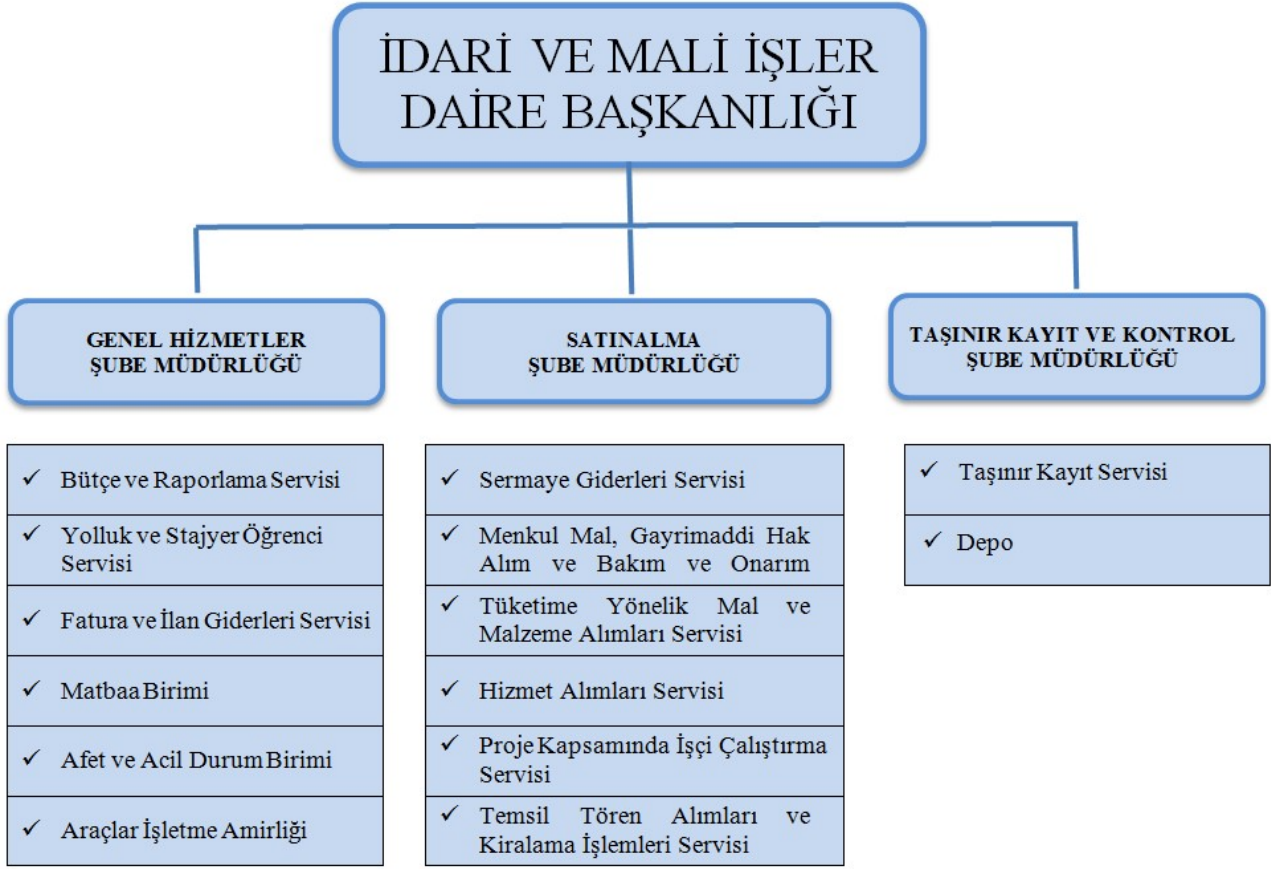 İDARİ VE MALİ İŞLER
DAİRE BAŞKANLIĞI
GENEL HİZMETLER
ŞUBE MÜDÜRLÜĞÜ
SATINALMA
ŞUBE MÜDÜRLÜĞÜ
TAŞINIR KAYIT VE KONTROL
ŞUBE MÜDÜRLÜĞÜ
✓ Bütçe ve Raporlama Servisi
✓ Yolluk ve Stajyer Öğrenci
Servisi
✓ Fatura ve İlan Giderleri Servisi
✓ Matbaa Birimi
✓ Afet ve Acil Durum Birimi
✓ Araçlar İşletme Amirliği
✓ Sermaye Giderleri Servisi
✓ Menkul Mal, Gayrimaddi Hak
Alım ve Bakım ve Onarım
✓ Tüketime Yönelik Mal ve
Malzeme Alımları Servisi
✓ Hizmet Alımları Servisi
✓ Proje Kapsamında İşçi Çalıştırma
Servisi
✓ Temsil Tören Alımları ve
Kiralama İşlemleri Servisi
✓ Taşınır Kayıt Servisi
✓ Depo